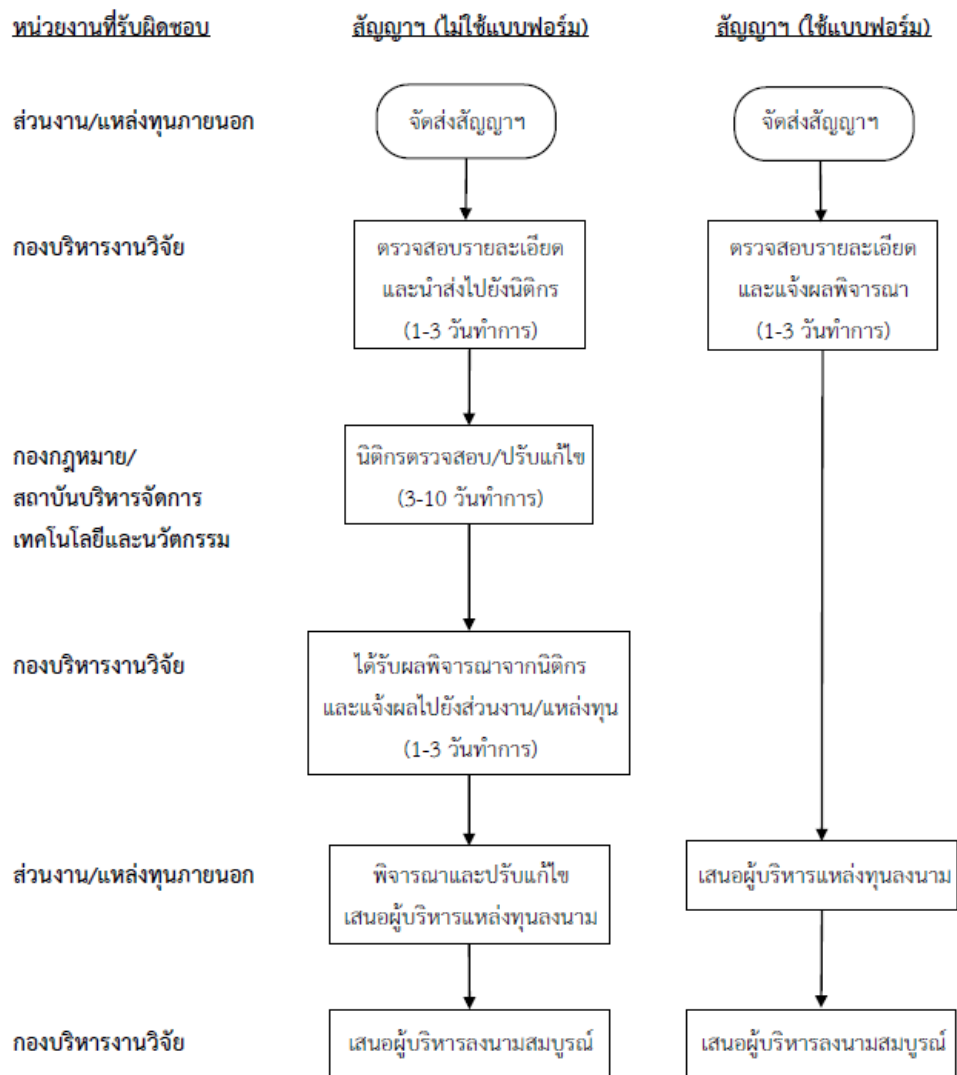 หน่วยงานที่รับผิดชอบ สัญญาฯ (ไม่ใช้แบบฟอร์ม) สัญญาฯ (ใช้แบบฟอร์ม)
ส่วนงาน/แหล่งทุนภายนอก จัดส่งสัญญาฯ จัดส่งสัญญาฯ
กองบริหารงานวิจัย ตรวจสอบรายละเอียด ตรวจสอบรายละเอียด
และนำส่งไปยังนิติกร และแจ้งผลพิจารณา
(1-3 วันทำการ) (1-3 วันทำการ)
กองกฎหมาย/ นิติกรตรวจสอบ/ปรับแก้ไข
สถาบันบริหารจัดการ (3-10 วันทำการ)
เทคโนโลยีและนวัตกรรม
กองบริหารงานวิจัย ได้รับผลพิจารณาจากนิติกร
และแจ้งผลไปยังส่วนงาน/แหล่งทุน
(1-3 วันทำการ)
ส่วนงาน/แหล่งทุนภายนอก พิจารณาและปรับแก้ไข เสนอผู้บริหารแหล่งทุนลงนาม
เสนอผู้บริหารแหล่งทุนลงนาม
กองบริหารงานวิจัย เสนอผู้บริหารลงนามสมบูรณ์ เสนอผู้บริหารลงนามสมบูรณ์